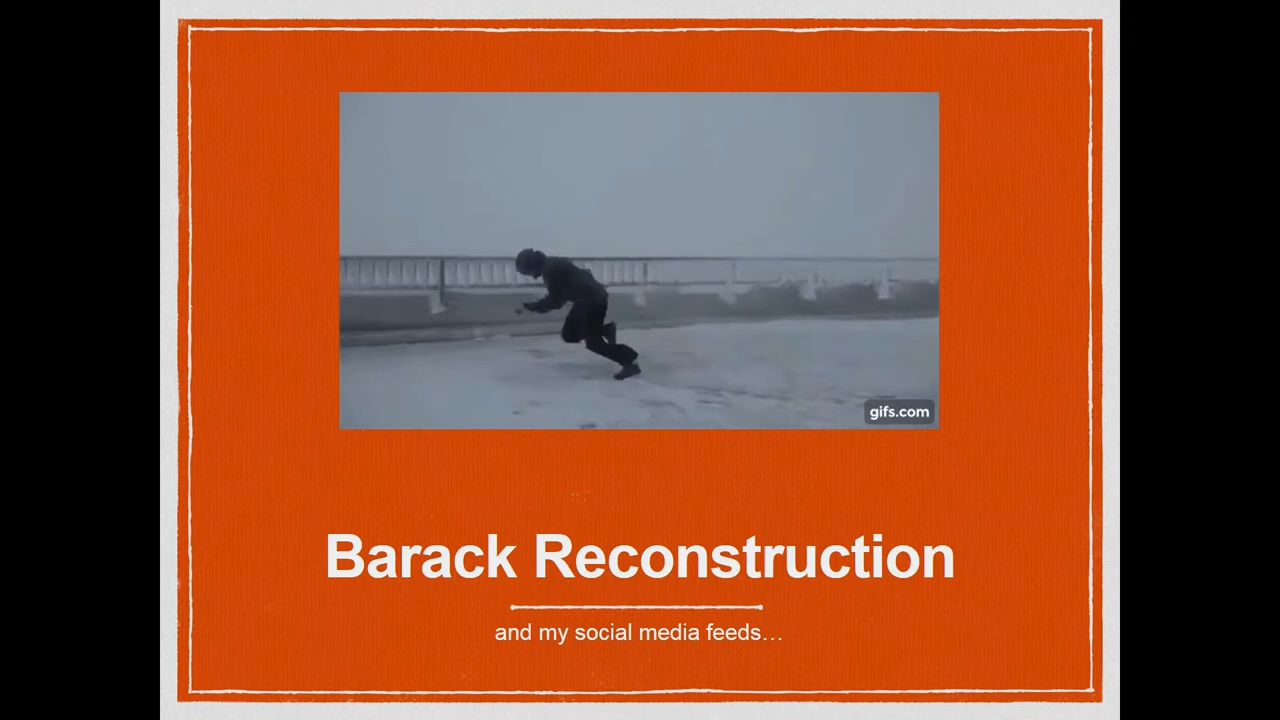 gifs.com
Barack Reconstruction
and my social media feeds…